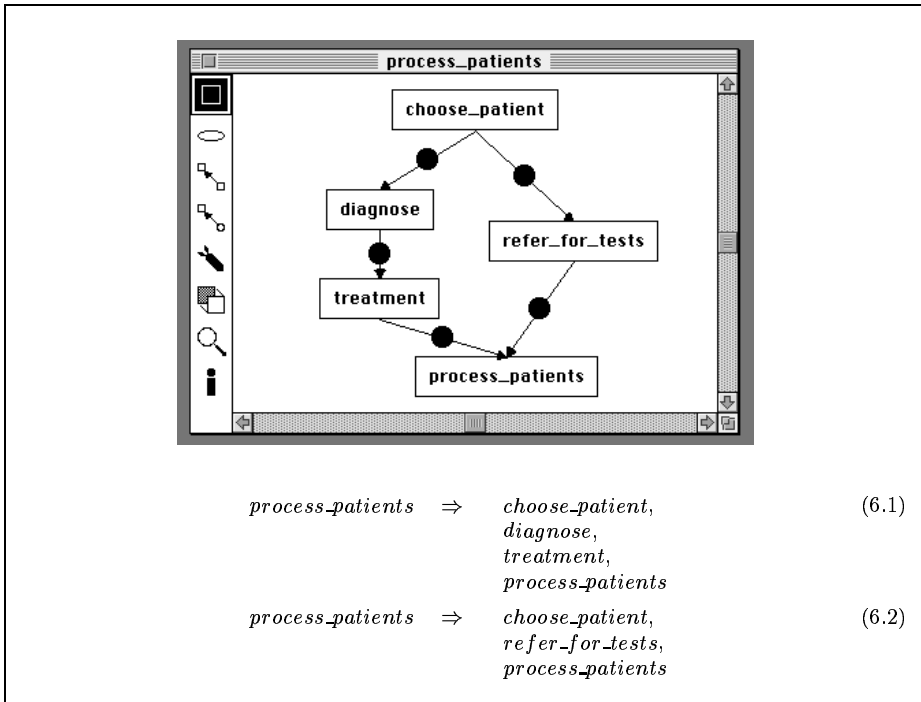 process_patients
choose_patient
diagnose
refer_for_tests
treatment
process_patients
process_patients ⇒ choose_patient, (6.1)
diagnose,
treatment,
process_patients
process_patients ⇒ choose_patient, (6.2)
refer_for_tests,
process_patients